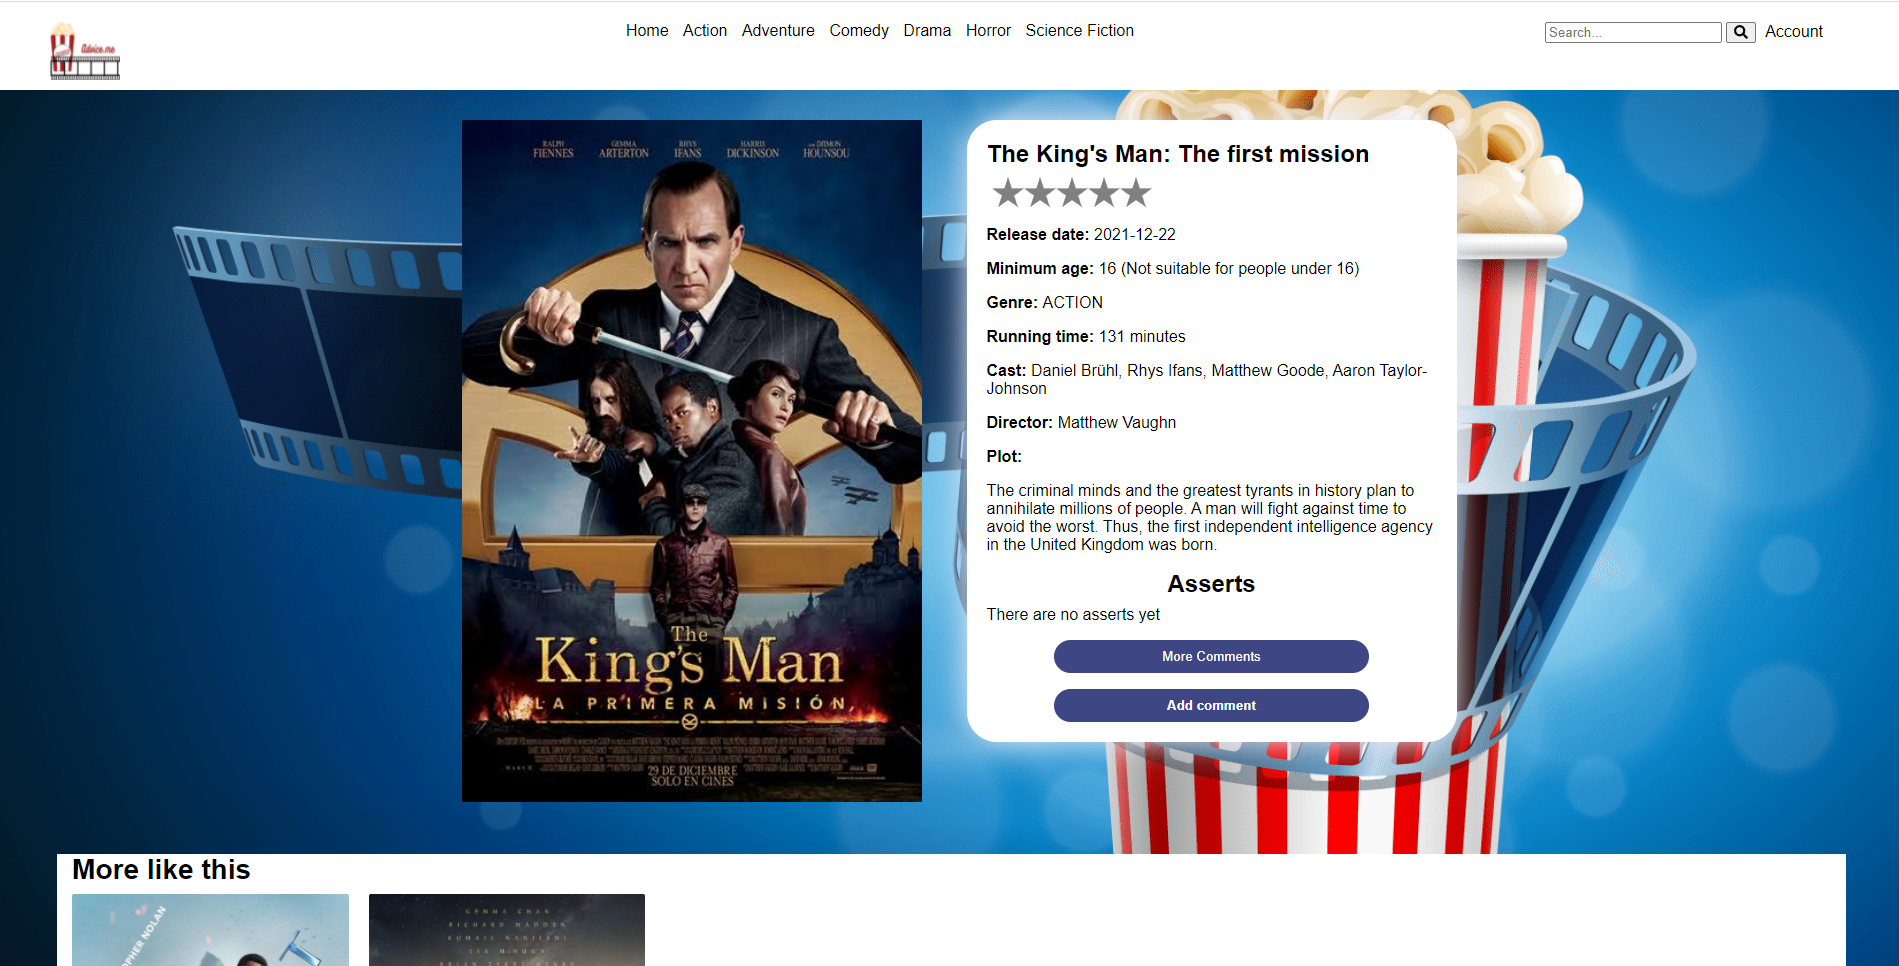 Advice.me
Home Action Adventure Comedy Drama Horror Science Fiction
Search...
Account
RALPH FIENNES
GEMMA ARTERTON
RHYS IFANS
HARRIS DICKINSON
DJIMON HOUNSOU
The
King's Man
LA PRIMERA MISIÓN
29 DE DICIEMBRE
SOLO EN CINES
The King's Man: The first mission
Release date: 2021-12-22
Minimum age: 16 (Not suitable for people under 16)
Genre: ACTION
Running time: 131 minutes
Cast: Daniel Brühl, Rhys Ifans, Matthew Goode, Aaron Taylor-
Johnson
Director: Matthew Vaughn
Plot:
The criminal minds and the greatest tyrants in history plan to
annihilate millions of people. A man will fight against time to
avoid the worst. Thus, the first independent intelligence agency
in the United Kingdom was born.
Asserts
There are no asserts yet
More Comments
Add comment
More like this
OPHER NOLAN
GEMMA CHAN
RICHARD MADDEN
KUMAIL NANJIANI
LIA McHUGH
BRIAN TYREE HENRY